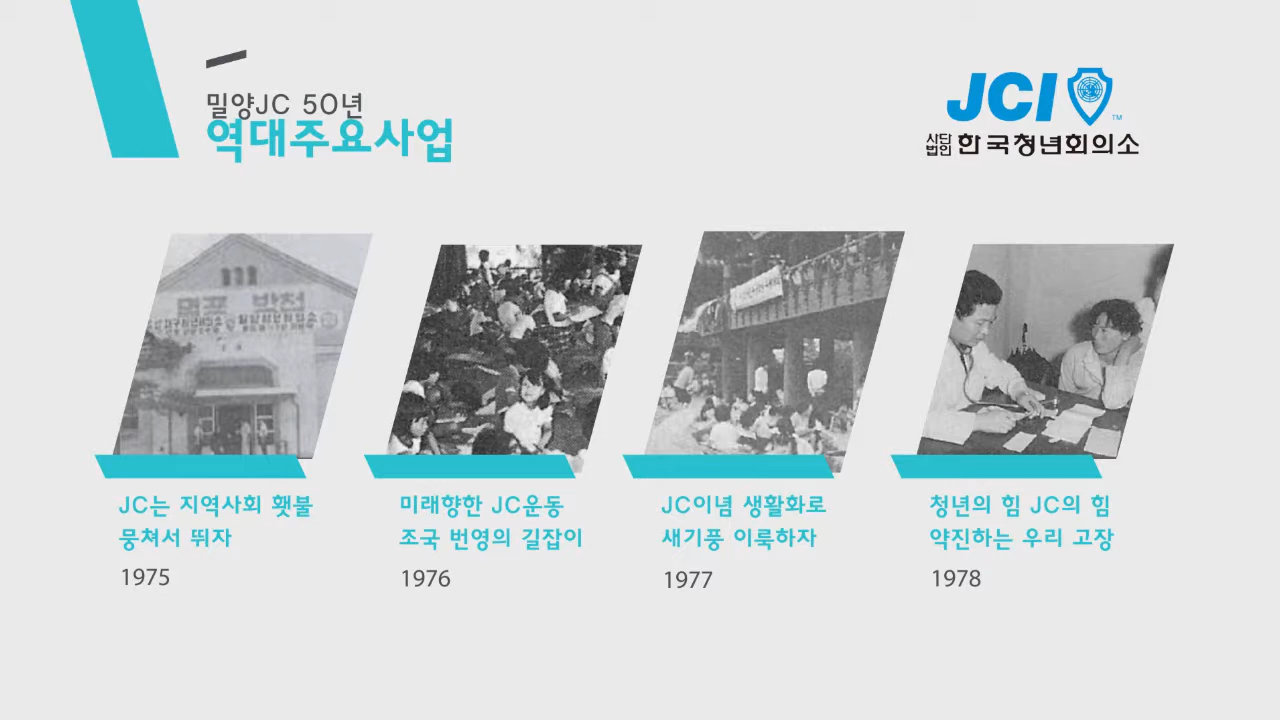 밀양JC 50년
역대주요사업
JCI TM
사단법인 한국청년회의소
JC는 지역사회 횃불
뭉쳐서 뛰자
1975
미래향한 JC운동
조국 번영의 길잡이
1976
JC이념 생활화로
새기풍 이룩하자
1977
청년의 힘 JC의 힘
약진하는 우리 고장
1978